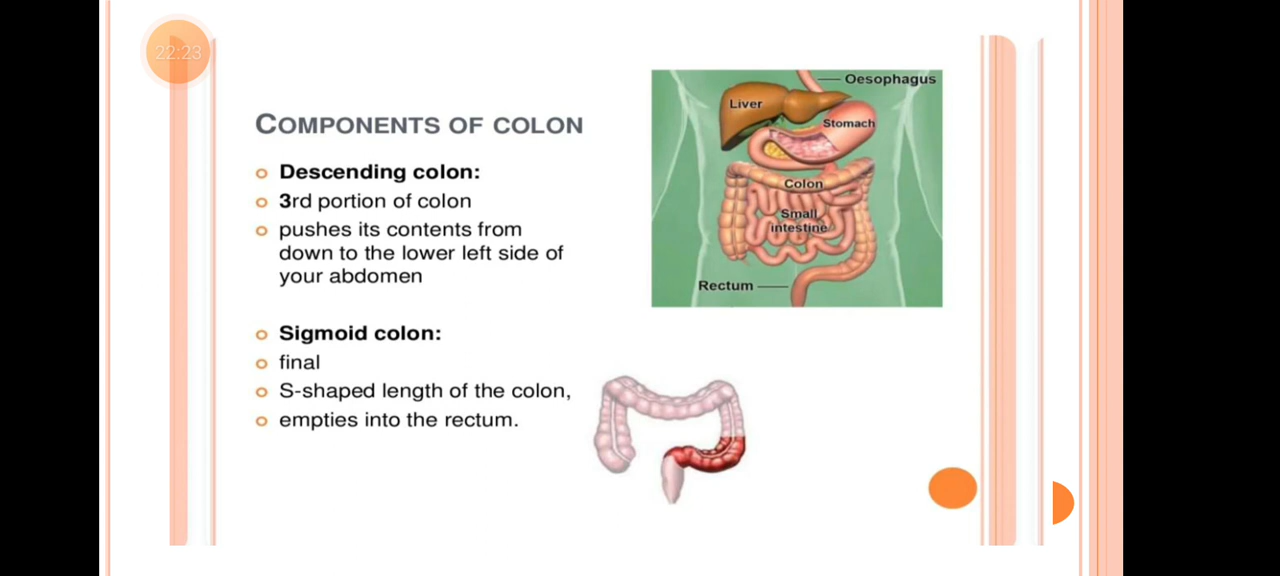 22:23
COMPONENTS OF COLON
Descending colon:
3rd portion of colon
pushes its contents from
down to the lower left side of
your abdomen
Sigmoid colon:
final
S-shaped length of the colon,
empties into the rectum.
Oesophagus
Liver
Stomach
Colon
Small
intestine
Rectum